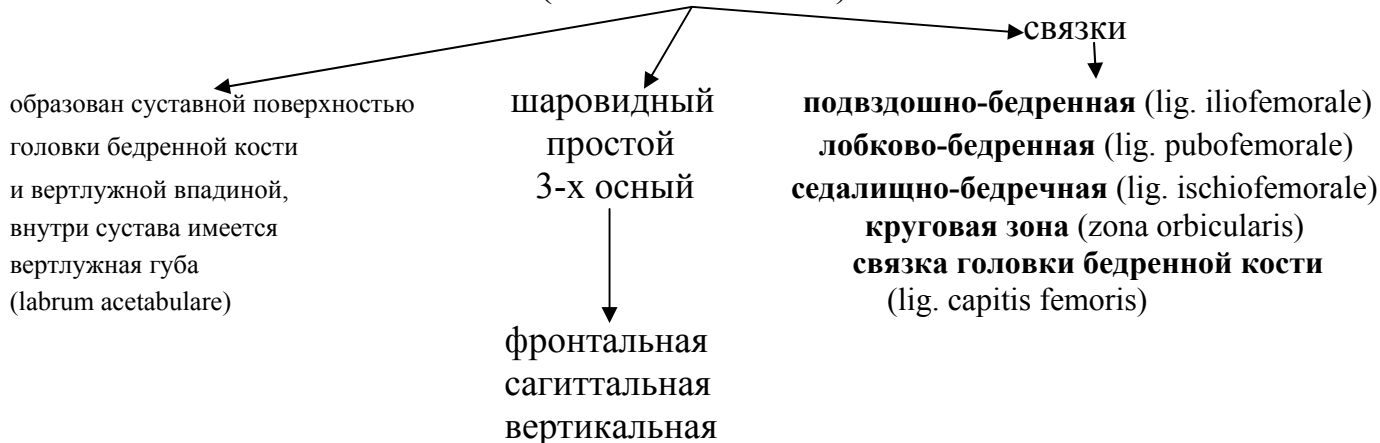 связки
образован суставной поверхностью
головки бедренной кости
и вертлужной впадиной,
внутри сустава имеется
вертлужная губа
(labrum acetabulare)
шаровидный
простой
3-х осный
фронтальная
сагиттальная
вертикальная
подвздошно-бедренная (lig. iliofemorale)
лобково-бедренная (lig. pubofemorale)
седалищно-бедречная (lig. ischiofemorale)
круговая зона (zona orbicularis)
связка головки бедренной кости
(lig. capitis femoris)